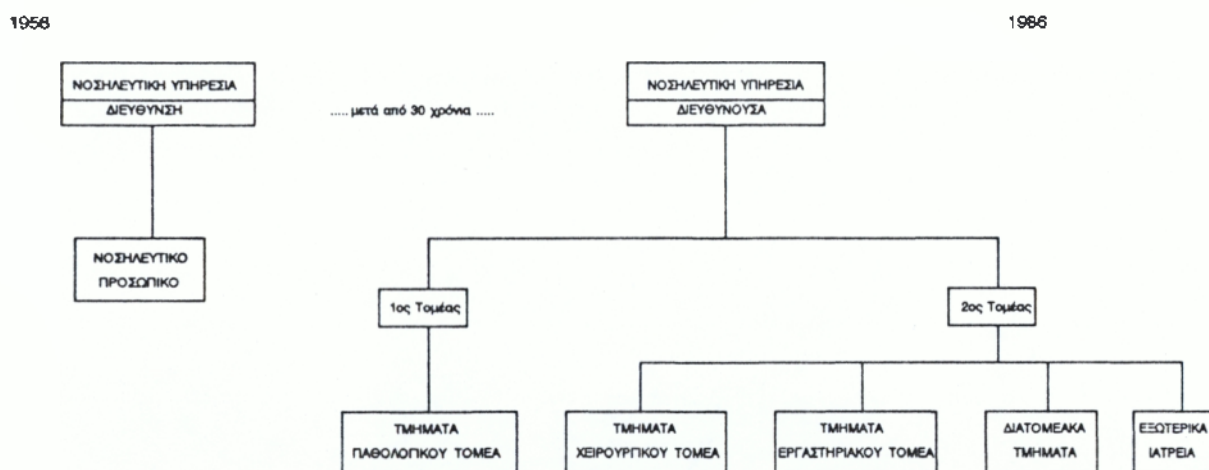 1956
1986
ΝΟΣΗΛΕΥΤΙΚΗ ΥΠΗΡΕΣΙΑ
ΔΙΕΥΘΥΝΣΗ
..... μετά από 30 χρόνια .....
ΝΟΣΗΛΕΥΤΙΚΗ ΥΠΗΡΕΣΙΑ
ΔΙΕΥΘΥΝΟΥΣΑ
ΝΟΣΗΛΕΥΤΙΚΟ
ΠΡΟΣΩΠΙΚΟ
1ος Τομέας
2ος Τομέας
ΤΜΗΜΑΤΑ
ΠΑΘΟΛΟΓΙΚΟΥ ΤΟΜΕΑ
ΤΜΗΜΑΤΑ
ΧΕΙΡΟΥΡΓΙΚΟΥ ΤΟΜΕΑ
ΤΜΗΜΑΤΑ
ΕΡΓΑΣΤΗΡΙΑΚΟΥ ΤΟΜΕΑ
ΔΙΑΤΟΜΕΑΚΑ
ΤΜΗΜΑΤΑ
ΕΞΩΤΕΡΙΚΑ
ΙΑΤΡΕΙΑ